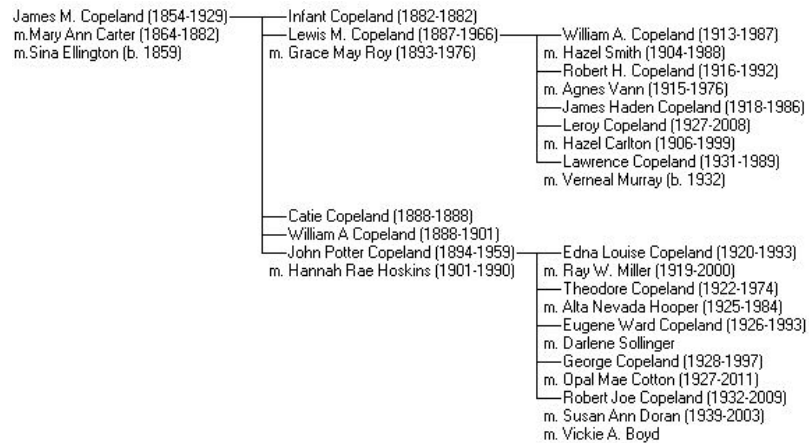 James M. Copeland (1854-1929)
m.Mary Ann Carter (1864-1882)
m.Sina Ellington (b. 1859)
Infant Copeland (1882-1882)
Lewis M. Copeland (1887-1966)
m. Grace May Roy (1893-1976)
William A. Copeland (1913-1987)
m. Hazel Smith (1904-1988)
Robert H. Copeland (1916-1992)
m. Agnes Vann (1915-1976)
James Haden Copeland (1918-1986)
Leroy Copeland (1927-2008)
m. Hazel Carlton (1906-1999)
Lawrence Copeland (1931-1989)
m. Verneal Murray (b. 1932)
Catie Copeland (1888-1888)
William A Copeland (1888-1901)
John Potter Copeland (1894-1959)
m. Hannah Rae Hoskins (1901-1990)
Edna Louise Copeland (1920-1993)
m. Ray W. Miller (1919-2000)
Theodore Copeland (1922-1974)
m. Alta Nevada Hooper (1925-1984)
Eugene Ward Copeland (1926-1993)
m. Darlene Sollinger
George Copeland (1928-1997)
m. Opal Mae Cotton (1927-2011)
Robert Joe Copeland (1932-2009)
m. Susan Ann Doran (1939-2003)
m. Vickie A. Boyd